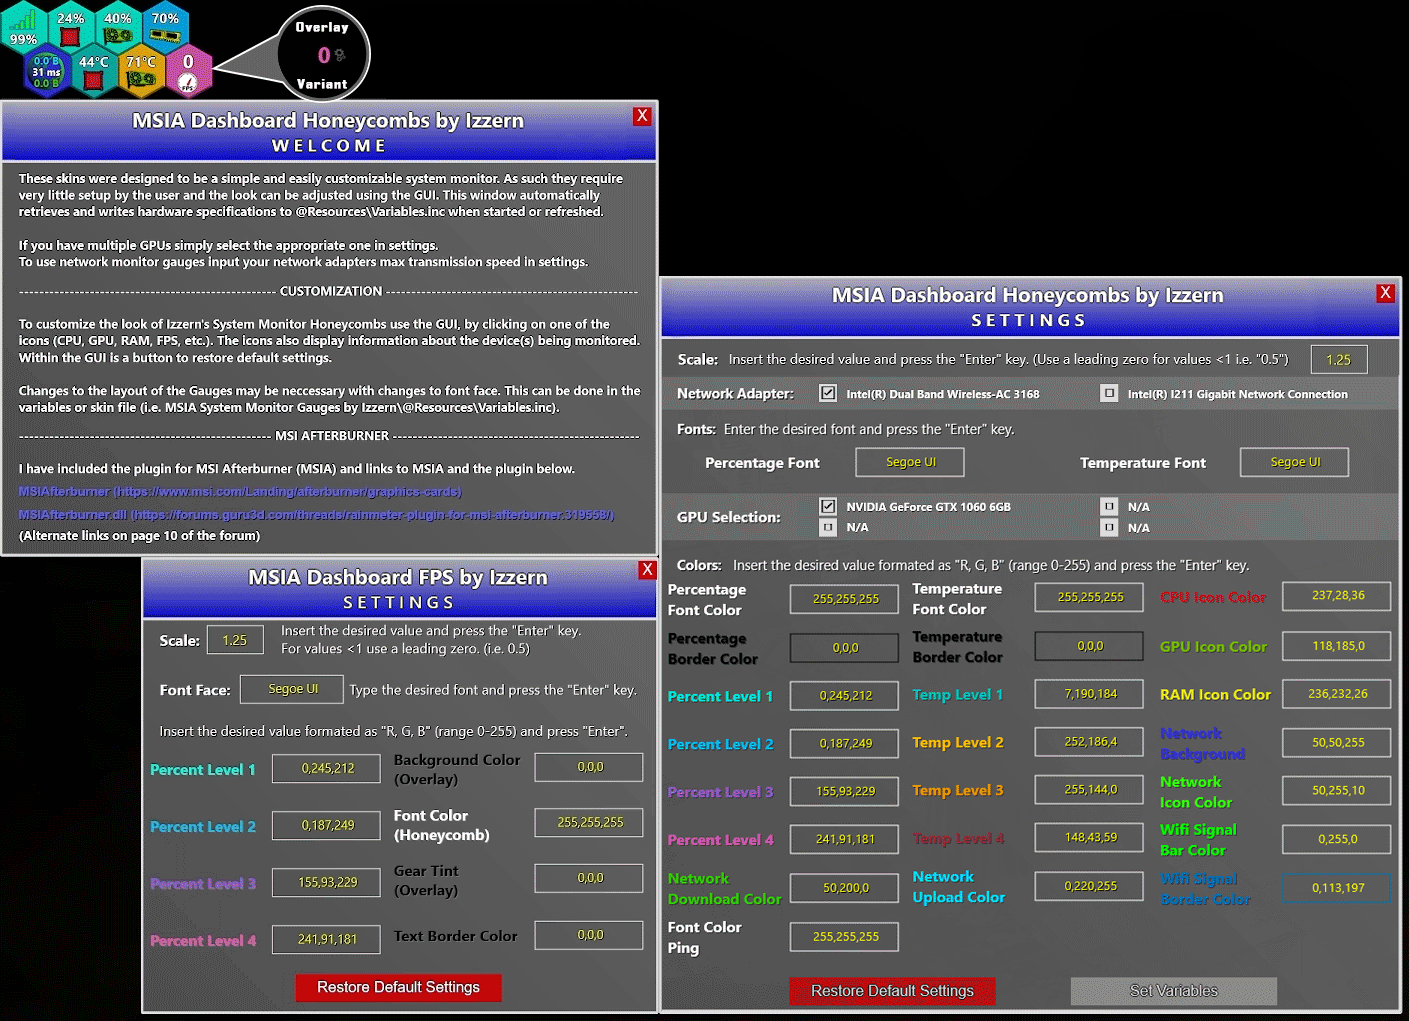 24%
40%
70%
99%
0.0 B
31 ms
0.0 B
44°C
71°C
0
FPS
Overlay
0
Variant
MSIA Dashboard Honeycombs by Izzern
X
WELCOME
These skins were designed to be a simple and easily customizable system monitor. As such they require
very little setup by the user and the look can be adjusted using the GUI. This window automatically
retrieves and writes hardware specifications to @Resources\Variables.inc when started or refreshed.
If you have multiple GPUs simply select the appropriate one in settings.
To use network monitor gauges input your network adapters max transmission speed in settings.
-------------------------------------------------- CUSTOMIZATION --------------------------------------------------
To customize the look of Izzern's System Monitor Honeycombs use the GUI, by clicking on one of the
icons (CPU, GPU, RAM, FPS, etc.). The icons also display information about the device(s) being monitored.
Within the GUI is a button to restore default settings.
Changes to the layout of the Gauges may be neccessary with changes to font face. This can be done in the
variables or skin file (i.e. MSIA System Monitor Gauges by Izzern\@Resources\Variables.inc).
-------------------------------------------------- MSI AFTERBURNER --------------------------------------------------
I have included the plugin for MSI Afterburner (MSIA) and links to MSIA and the plugin below.
MSIAfterburner (https://www.msi.com/Landing/afterburner/graphics-cards)
MSIAfterburner.dll (https://forums.guru3d.com/threads/rainmeter-plugin-for-msi-afterburner.319558/)
(Alternate links on page 10 of the forum)
MSIA Dashboard FPS by Izzern
X
SETTINGS
Scale: 1.25 Insert the desired value and press the "Enter" key.
For values <1 use a leading zero. (i.e. 0.5)
Font Face: Segoe UI Type the desired font and press the "Enter" key.
Insert the desired value formated as "R, G, B" (range 0-255) and press "Enter".
Percent Level 1 0,245,212 Background Color (Overlay) 0,0,0
Percent Level 2 0,187,249 Font Color (Honeycomb) 255,255,255
Percent Level 3 155,93,229 Gear Tint (Overlay) 0,0,0
Percent Level 4 241,91,181 Text Border Color 0,0,0
Restore Default Settings
MSIA Dashboard Honeycombs by Izzern
X
SETTINGS
Scale: Insert the desired value and press the "Enter" key. (Use a leading zero for values <1 i.e. "0.5") 1.25
Network Adapter: Intel(R) Dual Band Wireless-AC 3168 Intel(R) I211 Gigabit Network Connection
Fonts: Enter the desired font and press the "Enter" key.
Percentage Font Segoe UI Temperature Font Segoe UI
GPU Selection: NVIDIA GeForce GTX 1060 6GB N/A
N/A N/A
Colors: Insert the desired value formated as "R, G, B" (range 0-255) and press the "Enter" key.
Percentage Font Color 255,255,255 Temperature Font Color 255,255,255 CPU Icon Color 237,28,36
Percentage Border Color 0,0,0 Temperature Border Color 0,0,0 GPU Icon Color 118,185,0
Percent Level 1 0,245,212 Temp Level 1 7,190,184 RAM Icon Color 236,232,26
Percent Level 2 0,187,249 Temp Level 2 252,186,4 Network Background 50,50,255
Percent Level 3 155,93,229 Temp Level 3 255,144,0 Network Icon Color 50,255,10
Percent Level 4 241,91,181 Temp Level 4 148,43,59 Wifi Signal Bar Color 0,255,0
Network Download Color 50,200,0 Network Upload Color 0,220,255 Wifi Signal Border Color 0,113,197
Font Color Ping 255,255,255
Restore Default Settings Set Variables